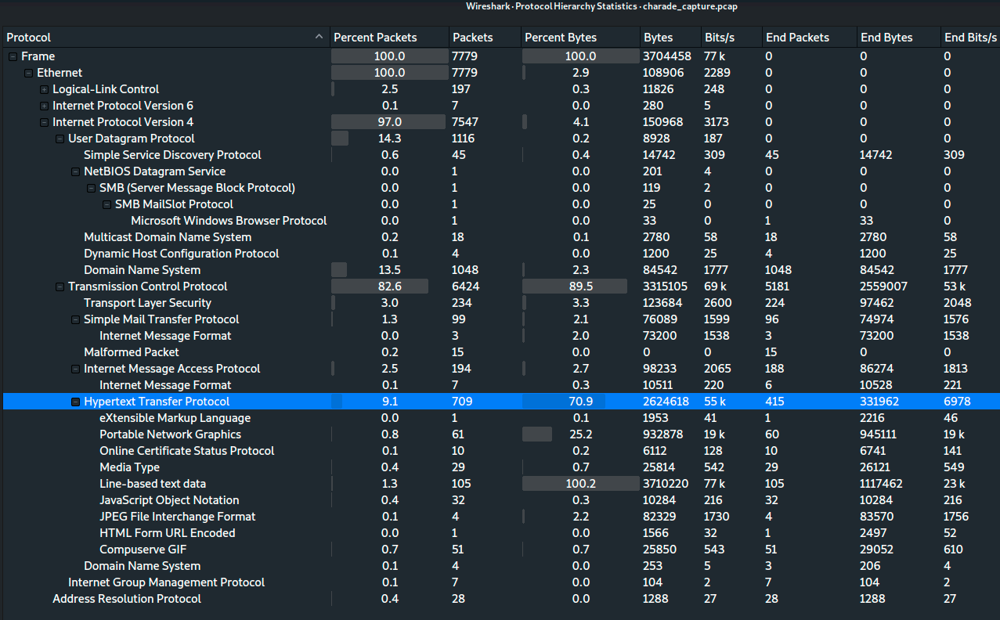 Wireshark · Protocol Hierarchy Statistics · charade_capture.pcap
Protocol Percent Packets Packets Percent Bytes Bytes Bits/s End Packets End Bytes End Bits/s
Frame 100.0 7779 100.0 3704458 77 k 0 0 0
Ethernet 100.0 7779 2.9 108906 2289 0 0 0
Logical-Link Control 2.5 197 0.3 11826 248 0 0 0
Internet Protocol Version 6 0.1 7 0.0 280 5 0 0 0
Internet Protocol Version 4 97.0 7547 4.1 150968 3173 0 0 0
User Datagram Protocol 14.3 1116 0.2 8928 187 0 0 0
Simple Service Discovery Protocol 0.6 45 0.4 14742 309 45 14742 309
NetBIOS Datagram Service 0.0 1 0.0 201 4 0 0 0
SMB (Server Message Block Protocol) 0.0 1 0.0 119 2 0 0 0
SMB MailSlot Protocol 0.0 1 0.0 25 0 0 0 0
Microsoft Windows Browser Protocol 0.0 1 0.0 33 0 1 33 0
Multicast Domain Name System 0.2 18 0.1 2780 58 18 2780 58
Dynamic Host Configuration Protocol 0.1 4 0.0 1200 25 4 1200 25
Domain Name System 13.5 1048 2.3 84542 1777 1048 84542 1777
Transmission Control Protocol 82.6 6424 89.5 3315105 69 k 5181 2559007 53 k
Transport Layer Security 3.0 234 3.3 123684 2600 224 97462 2048
Simple Mail Transfer Protocol 1.3 99 2.1 76089 1599 96 74974 1576
Internet Message Format 0.0 3 2.0 73200 1538 3 73200 1538
Malformed Packet 0.2 15 0.0 0 0 15 0 0
Internet Message Access Protocol 2.5 194 2.7 98233 2065 188 86274 1813
Internet Message Format 0.1 7 0.3 10511 220 6 10528 221
Hypertext Transfer Protocol 9.1 709 70.9 2624618 55 k 415 331962 6978
eXtensible Markup Language 0.0 1 0.1 1953 41 1 2216 46
Portable Network Graphics 0.8 61 25.2 932878 19 k 60 945111 19 k
Online Certificate Status Protocol 0.1 10 0.2 6112 128 10 6741 141
Media Type 0.4 29 0.7 25814 542 29 26121 549
Line-based text data 1.3 105 100.2 3710220 77 k 105 1117462 23 k
JavaScript Object Notation 0.4 32 0.3 10284 216 32 10284 216
JPEG File Interchange Format 0.1 4 2.2 82329 1730 4 83570 1756
HTML Form URL Encoded 0.0 1 0.0 1566 32 1 2497 52
Compuserve GIF 0.7 51 0.7 25850 543 51 29052 610
Domain Name System 0.1 4 0.0 253 5 3 206 4
Internet Group Management Protocol 0.1 7 0.0 104 2 7 104 2
Address Resolution Protocol 0.4 28 0.0 1288 27 28 1288 27